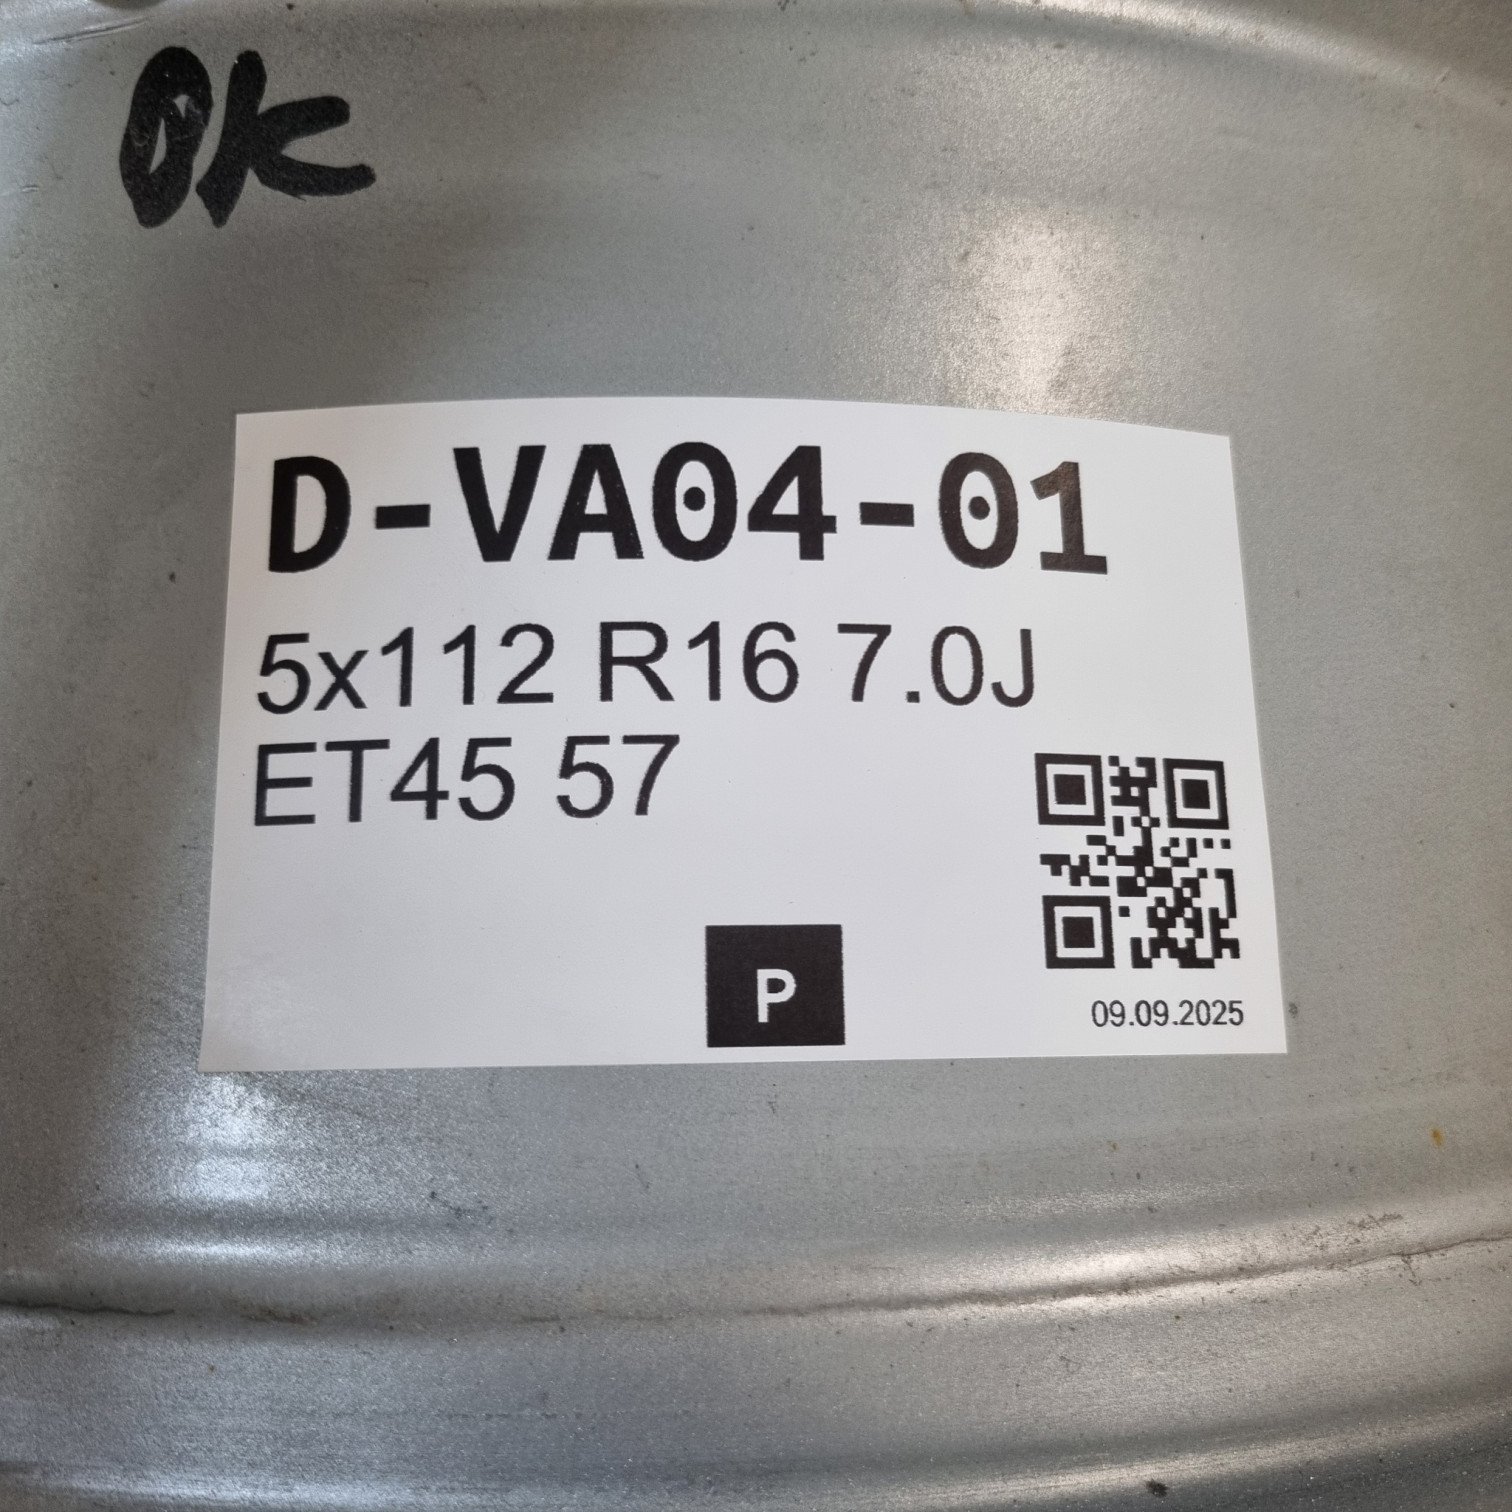 OK
D-VA04-01
5x112 R16 7.0J
ET45 57
P
09.09.2025